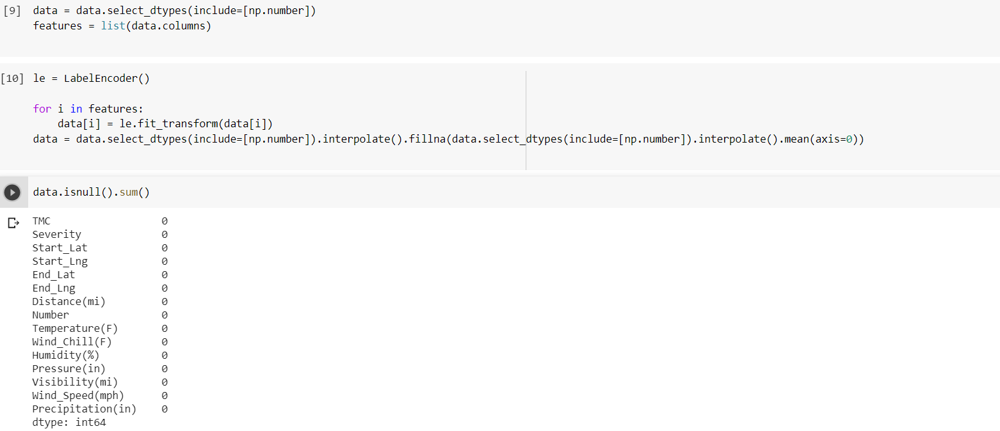 [9] data = data.select_dtypes(include=[np.number])
features = list(data.columns)
[10] le = LabelEncoder()
for i in features:
data[i] = le.fit_transform(data[i])
data = data.select_dtypes(include=[np.number]).interpolate().fillna(data.select_dtypes(include=[np.number]).interpolate().mean(axis=0))
data.isnull().sum()
TMC 0
Severity 0
Start_Lat 0
Start_Lng 0
End_Lat 0
End_Lng 0
Distance(mi) 0
Number 0
Temperature(F) 0
Wind_Chill(F) 0
Humidity(%) 0
Pressure(in) 0
Visibility(mi) 0
Wind_Speed(mph) 0
Precipitation(in) 0
dtype: int64